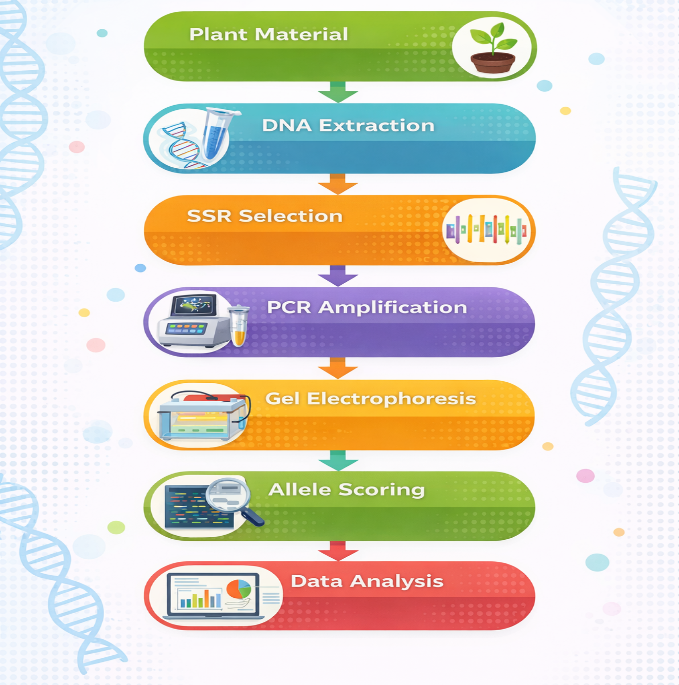 Plant Material
DNA Extraction
SSR Selection
PCR Amplification
Gel Electrophoresis
Allele Scoring
Data Analysis